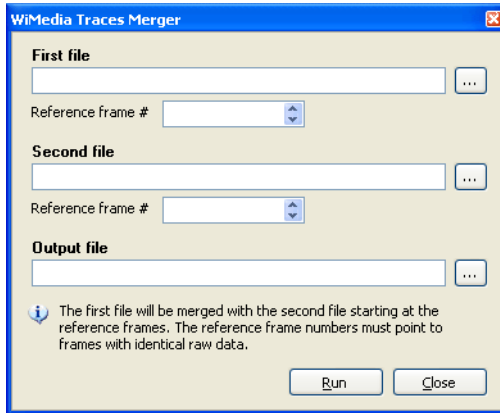 WiMedia Traces Merger
First file
...
Reference frame #
Second file
...
Reference frame #
Output file
...
The first file will be merged with the second file starting at the
reference frames. The reference frame numbers must point to
frames with identical raw data.
Run Close